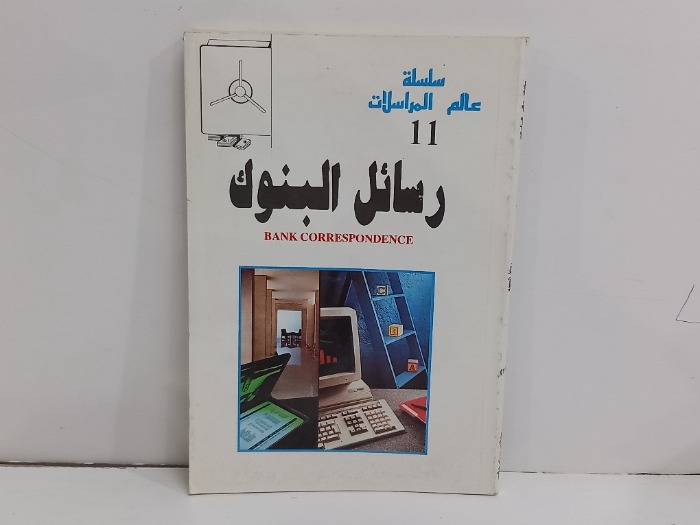 سلسلة
عالم المراسلات
11
رسائل البنوك
BANK CORRESPONDENCE
C
A